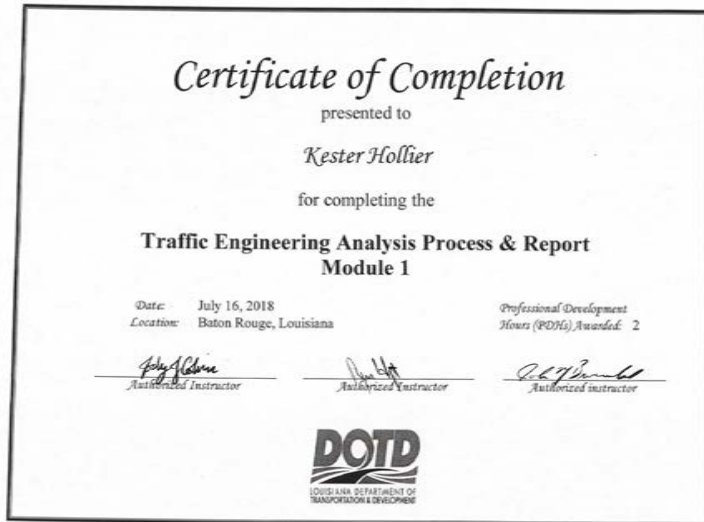 Certificate of Completion
presented to
Kester Hollier
for completing the
Traffic Engineering Analysis Process & Report
Module 1
Date: July 16, 2018
Location: Baton Rouge, Louisiana
Professional Development
Hours (PDHs) Awarded: 2
Authorized Instructor
Authorized Instructor
Authorized instructor
DOTD
LOUISIANA DEPARTMENT OF
TRANSPORTATION & DEVELOPMENT